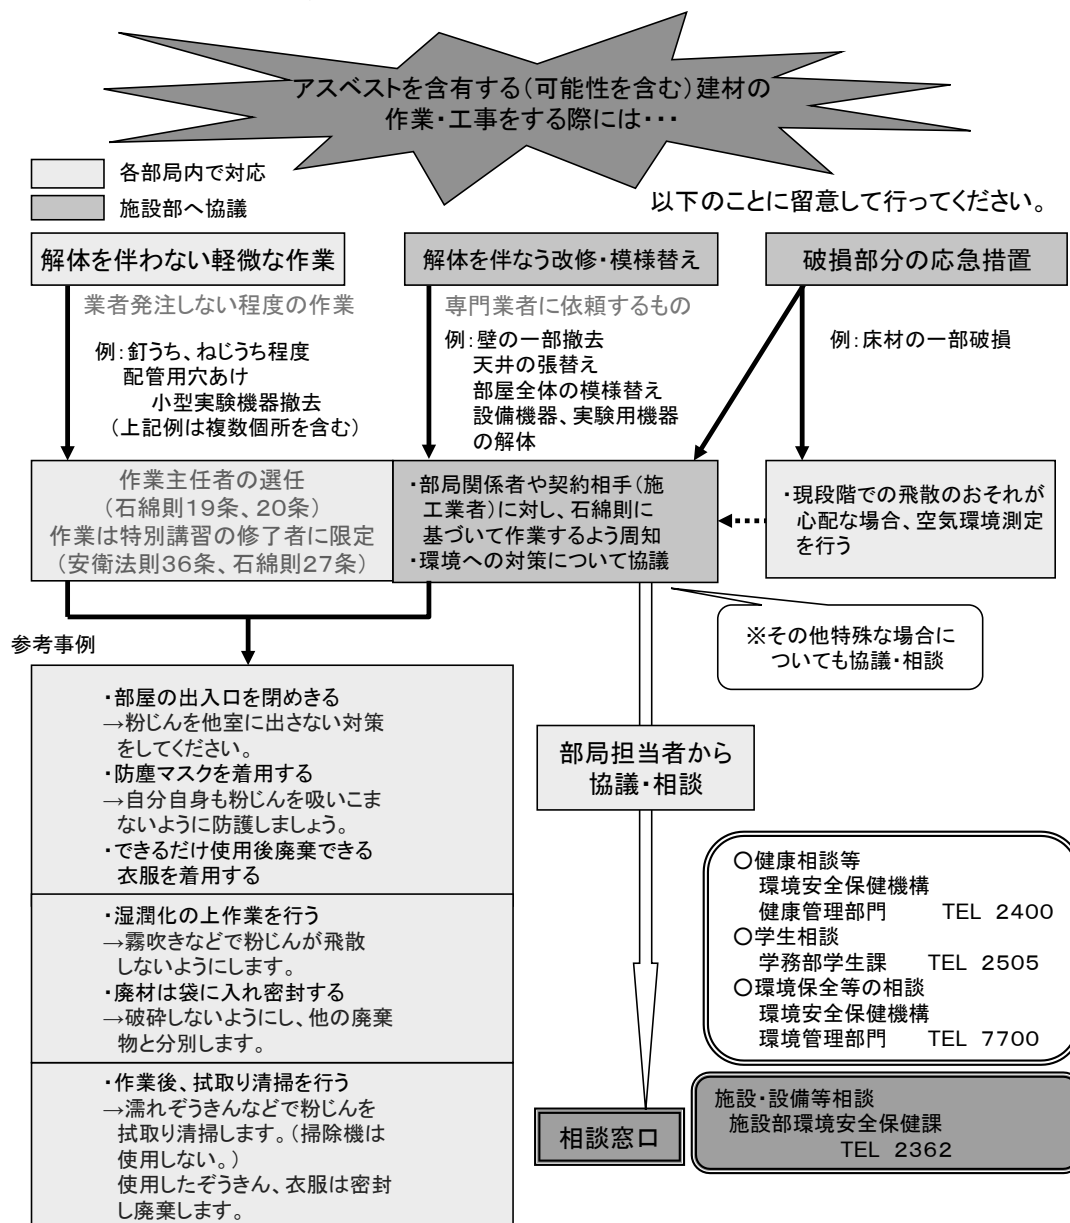 アスベストを含有する(可能性を含む)建材の
作業・工事をする際には・・・
各部局内で対応
施設部へ協議
以下のことに留意して行ってください。
解体を伴わない軽微な作業
業者発注しない程度の作業
例:釘うち、ねじうち程度
配管用穴あけ
小型実験機器撤去
(上記例は複数個所を含む)
解体を伴なう改修・模様替え
専門業者に依頼するもの
例:壁の一部撤去
天井の張替え
部屋全体の模様替え
設備機器、実験用機器
の解体
破損部分の応急措置
例:床材の一部破損
作業主任者の選任
(石綿則19条、20条)
作業は特別講習の修了者に限定
(安衛法則36条、石綿則27条)
・部局関係者や契約相手(施
工業者)に対し、石綿則に
基づいて作業するよう周知
・環境への対策について協議
・現段階での飛散のおそれが
心配な場合、空気環境測定
を行う
※その他特殊な場合に
ついても協議・相談
参考事例
・部屋の出入口を閉めきる
→粉じんを他室に出さない対策
をしてください。
・防塵マスクを着用する
→自分自身も粉じんを吸いこま
ないように防護しましょう。
・できるだけ使用後廃棄できる
衣服を着用する
・湿潤化の上作業を行う
→霧吹きなどで粉じんが飛散
しないようにします。
・廃材は袋に入れ密封する
→破砕しないようにし、他の廃棄
物と分別します。
・作業後、拭取り清掃を行う
→濡れぞうきんなどで粉じんを
拭取り清掃します。(掃除機は
使用しない。)
使用したぞうきん、衣服は密封
し廃棄します。
部局担当者から
協議・相談
相談窓口
○健康相談等
環境安全保健機構
健康管理部門 TEL 2400
○学生相談
学務部学生課 TEL 2505
○環境保全等の相談
環境安全保健機構
環境管理部門 TEL 7700
施設・設備等相談
施設部環境安全保健課
TEL 2362